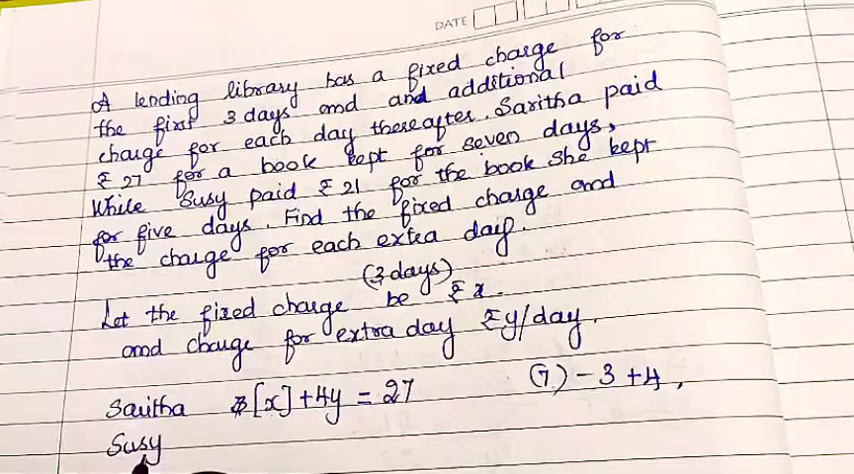 DATE
A lending library has a fixed charge for
the first 3 days and and additional
charge for each day thereafter. Saritha paid
₹ 27 for a book kept for seven days,
While Susy paid ₹ 21 for the book she kept
for five days. Find the fixed charge and
the charge for each extra day.
(3 days)
Let the fixed charge be ₹ x.
and charge for extra day ₹y/day.
Saritha [x] + 4y = 27 (7) - 3 + 4,
Susy